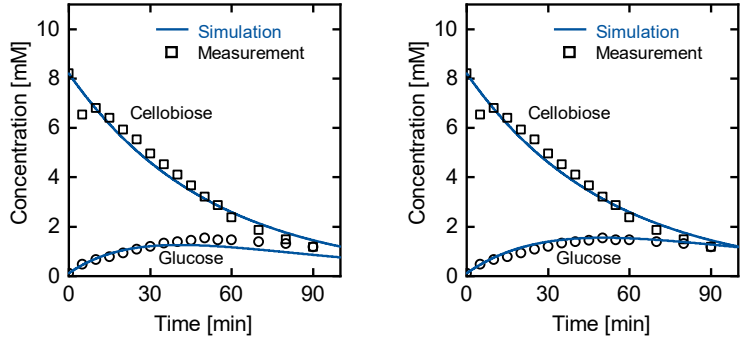 Concentration [mM]
10
8
6
4
2
0
Simulation
Measurement
Cellobiose
Glucose
0 30 60 90
Time [min]
Concentration [mM]
10
8
6
4
2
0
Simulation
Measurement
Cellobiose
Glucose
0 30 60 90
Time [min]